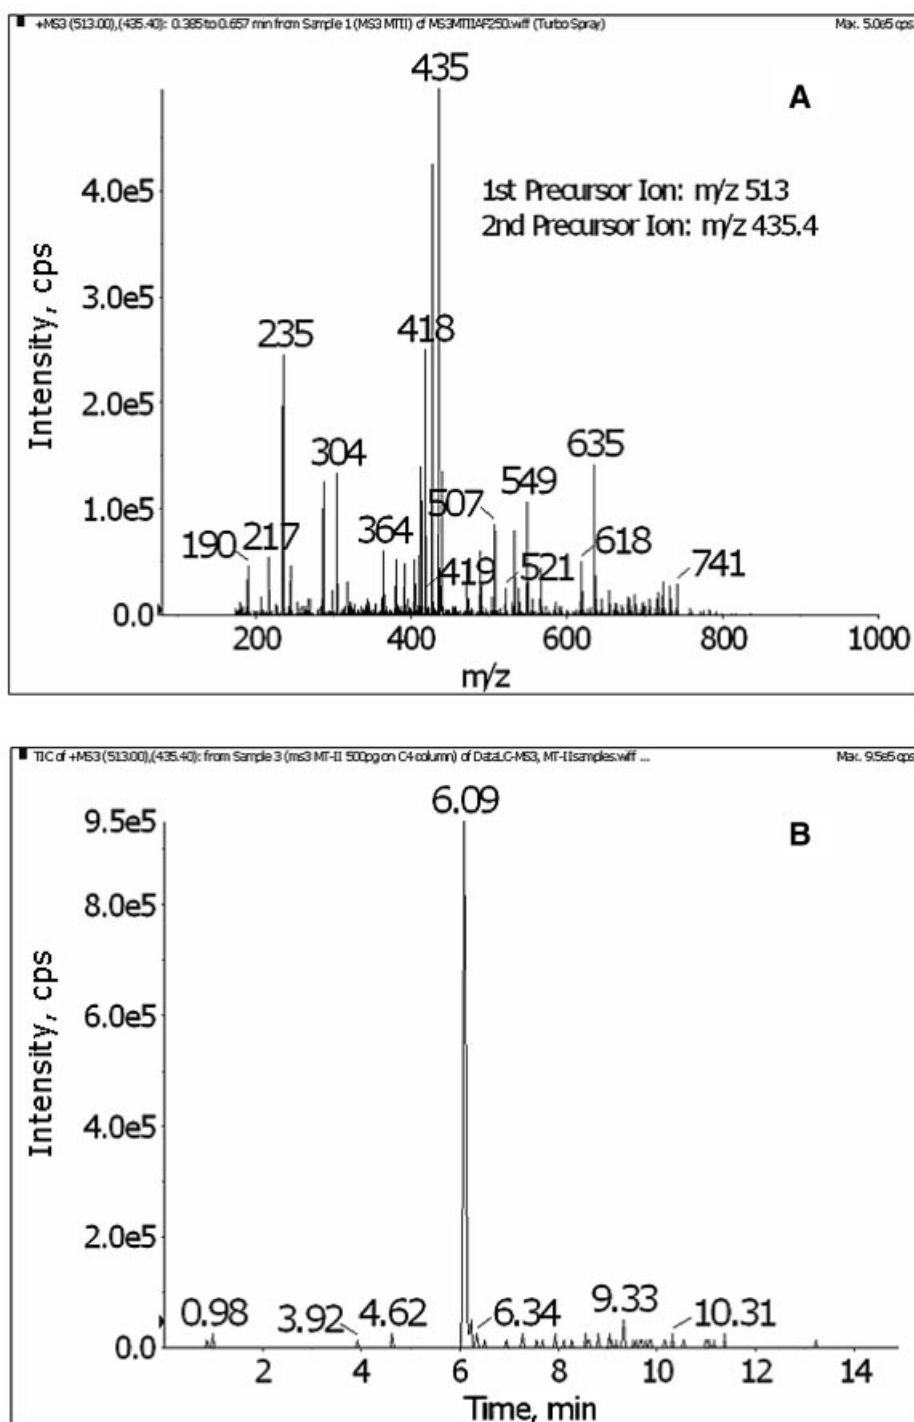 +MS3 (513.00),(435.40): 0.385 to 0.657 min from Sample 1 (MS3 MTII) of MS3MTIIAF250.wiff (Turbo Spray) Max. 5.0e5 cps.
435
A
4.0e5
1st Precursor Ion: m/z 513
2nd Precursor Ion: m/z 435.4
3.0e5
418
235
2.0e5
304
635
549
507
1.0e5
364
190
217
618
521
419
741
0.0
200 400 600 800 1000
m/z
Intensity, cps
TIC of +MS3 (513.00),(435.40): from Sample 3 (ms3 MT-II 500pg on C4 column) of DataLC-MS3, MT-IIsamples.wiff ... Max. 9.5e5 cps
6.09
9.5e5
B
8.0e5
6.0e5
4.0e5
2.0e5
0.98
3.92
4.62
6.34
9.33
10.31
0.0
2 4 6 8 10 12 14
Time, min
Intensity, cps